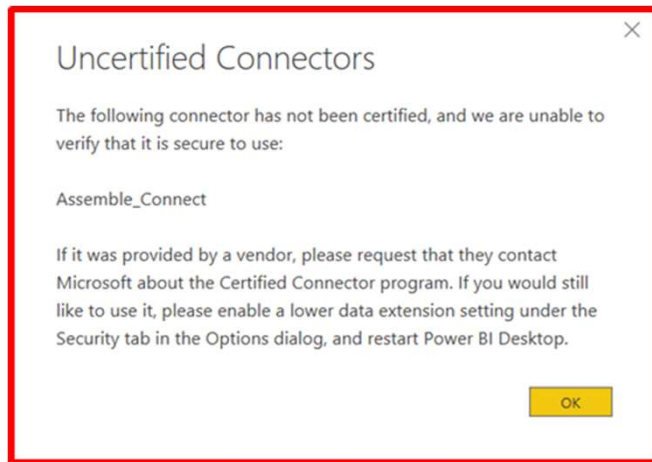 Uncertified Connectors
The following connector has not been certified, and we are unable to
verify that it is secure to use:
Assemble_Connect
If it was provided by a vendor, please request that they contact
Microsoft about the Certified Connector program. If you would still
like to use it, please enable a lower data extension setting under the
Security tab in the Options dialog, and restart Power BI Desktop.
OK